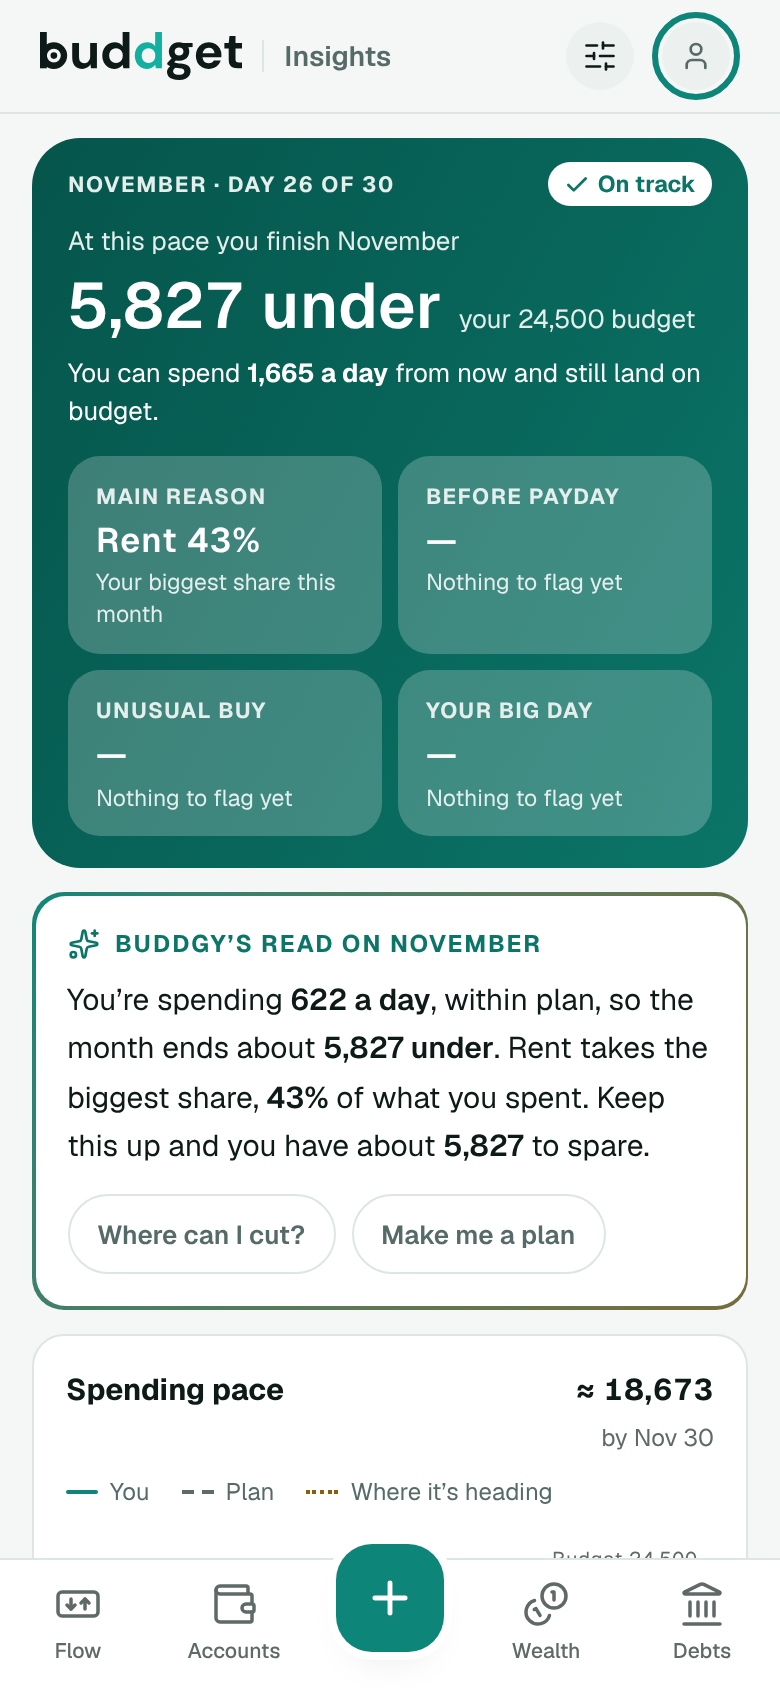 buddget
Insights
NOVEMBER · DAY 26 OF 30
On track
At this pace you finish November
5,827 under your 24,500 budget
You can spend 1,665 a day from now and still land on
budget.
MAIN REASON
Rent 43%
Your biggest share this
month
BEFORE PAYDAY
—
Nothing to flag yet
UNUSUAL BUY
—
Nothing to flag yet
YOUR BIG DAY
—
Nothing to flag yet
BUDDGY’S READ ON NOVEMBER
You’re spending 622 a day, within plan, so the
month ends about 5,827 under. Rent takes the
biggest share, 43% of what you spent. Keep
this up and you have about 5,827 to spare.
Where can I cut?
Make me a plan
Spending pace
≈ 18,673
by Nov 30
You
Plan
Where it’s heading
Budget 24,500
Flow
Accounts
Wealth
Debts